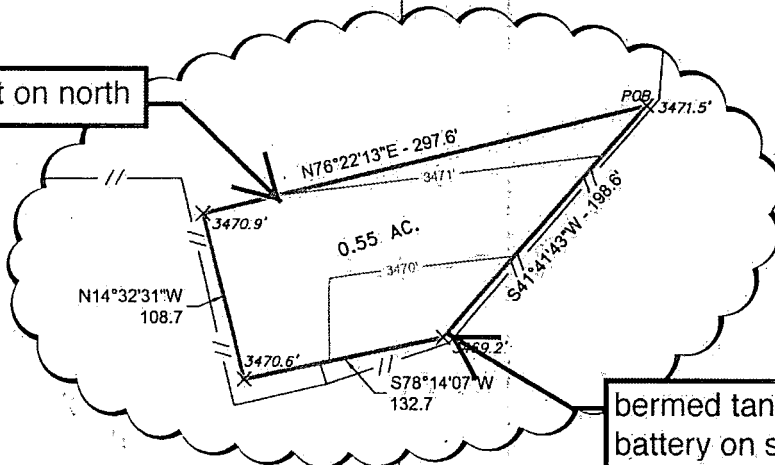 on north
POB
3471.5'
N76°22'13"E - 297.6'
3471'
3470.9'
0.55 AC.
3470'
S41°41'43"W - 198.6'
N14°32'31"W
108.7
3470.6'
3469.2'
S78°14'07"W
132.7
bermed
battery on